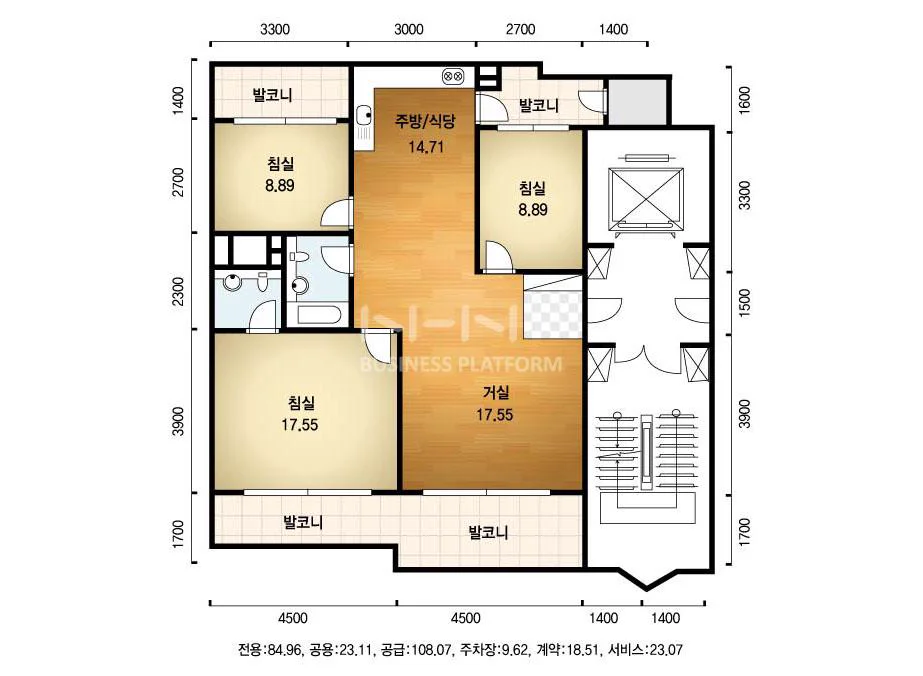 3300 3000 2700 1400
1400
2700
2300
3900
1700
1600
3300
1500
3900
1700
발코니
주방/식당
14.71
발코니
침실
8.89
침실
8.89
N-HN
BUSINESS PLATFORM
거실
17.55
침실
17.55
발코니
발코니
4500 4500 1400 1400
전용:84.96, 공용:23.11, 공급:108.07, 주차장:9.62, 계약:18.51, 서비스:23.07